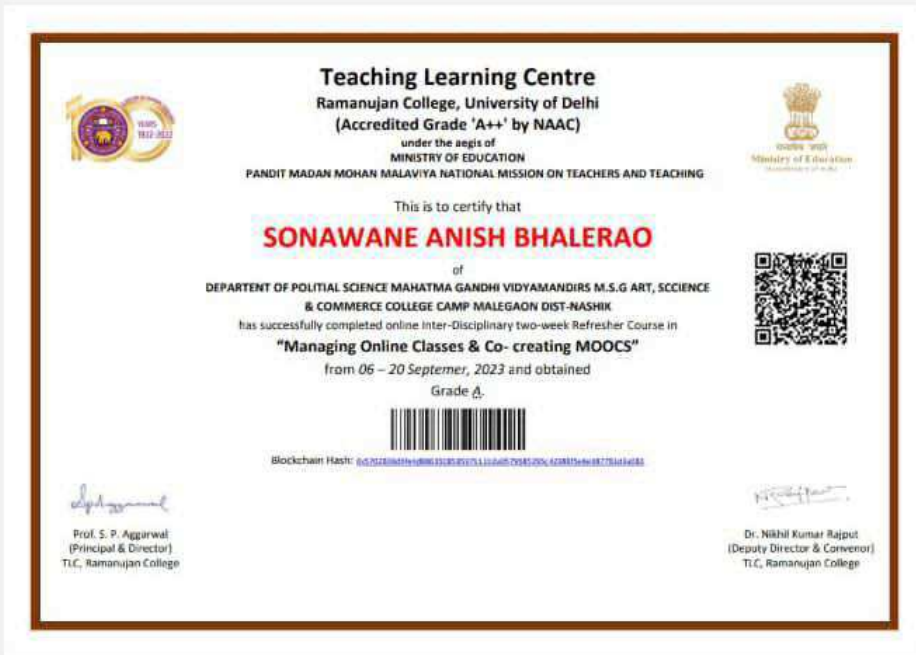 Teaching Learning Centre
Ramanujan College, University of Delhi
(Accredited Grade 'A++' by NAAC)
under the aegis of
MINISTRY OF EDUCATION
PANDIT MADAN MOHAN MALAVIYA NATIONAL MISSION ON TEACHERS AND TEACHING
YEARS
1922-2022
Ministry of Education
This is to certify that
SONAWANE ANISH BHALERAO
of
DEPARTENT OF POLITIAL SCIENCE MAHATMA GANDHI VIDYAMANDIRS M.S.G ART, SCCIENCE
& COMMERCE COLLEGE CAMP MALEGAON DIST-NASHIK
has successfully completed online Inter-Disciplinary two-week Refresher Course in
"Managing Online Classes & Co- creating MOOCS"
from 06 – 20 Septemer, 2023 and obtained
Grade A.
Blockchain Hash:
Prof. S. P. Aggarwal
(Principal & Director)
TLC, Ramanujan College
Dr. Nikhil Kumar Rajput
(Deputy Director & Convenor)
TLC, Ramanujan College